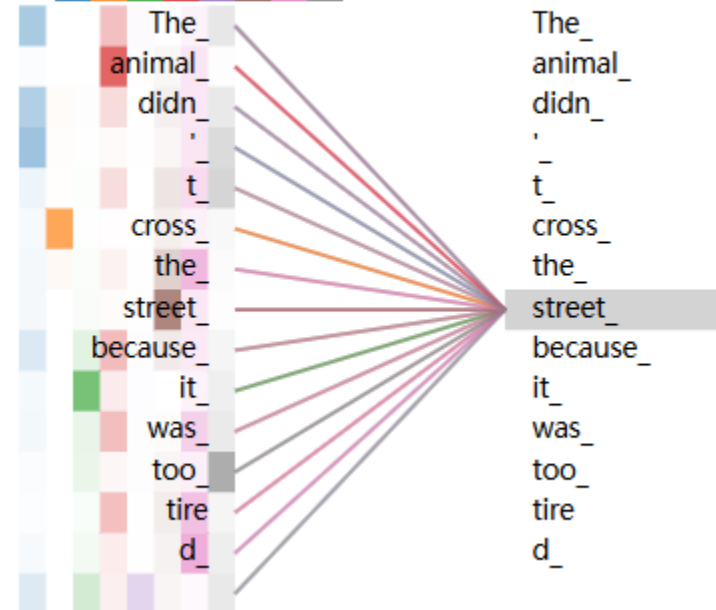 The_ The_
animal_ animal_
didn_ didn_
'_ '_
t_ t_
cross_ cross_
the_ the_
street_ street_
because_ because_
it_ it_
was_ was_
too_ too_
tire tire
d_ d_